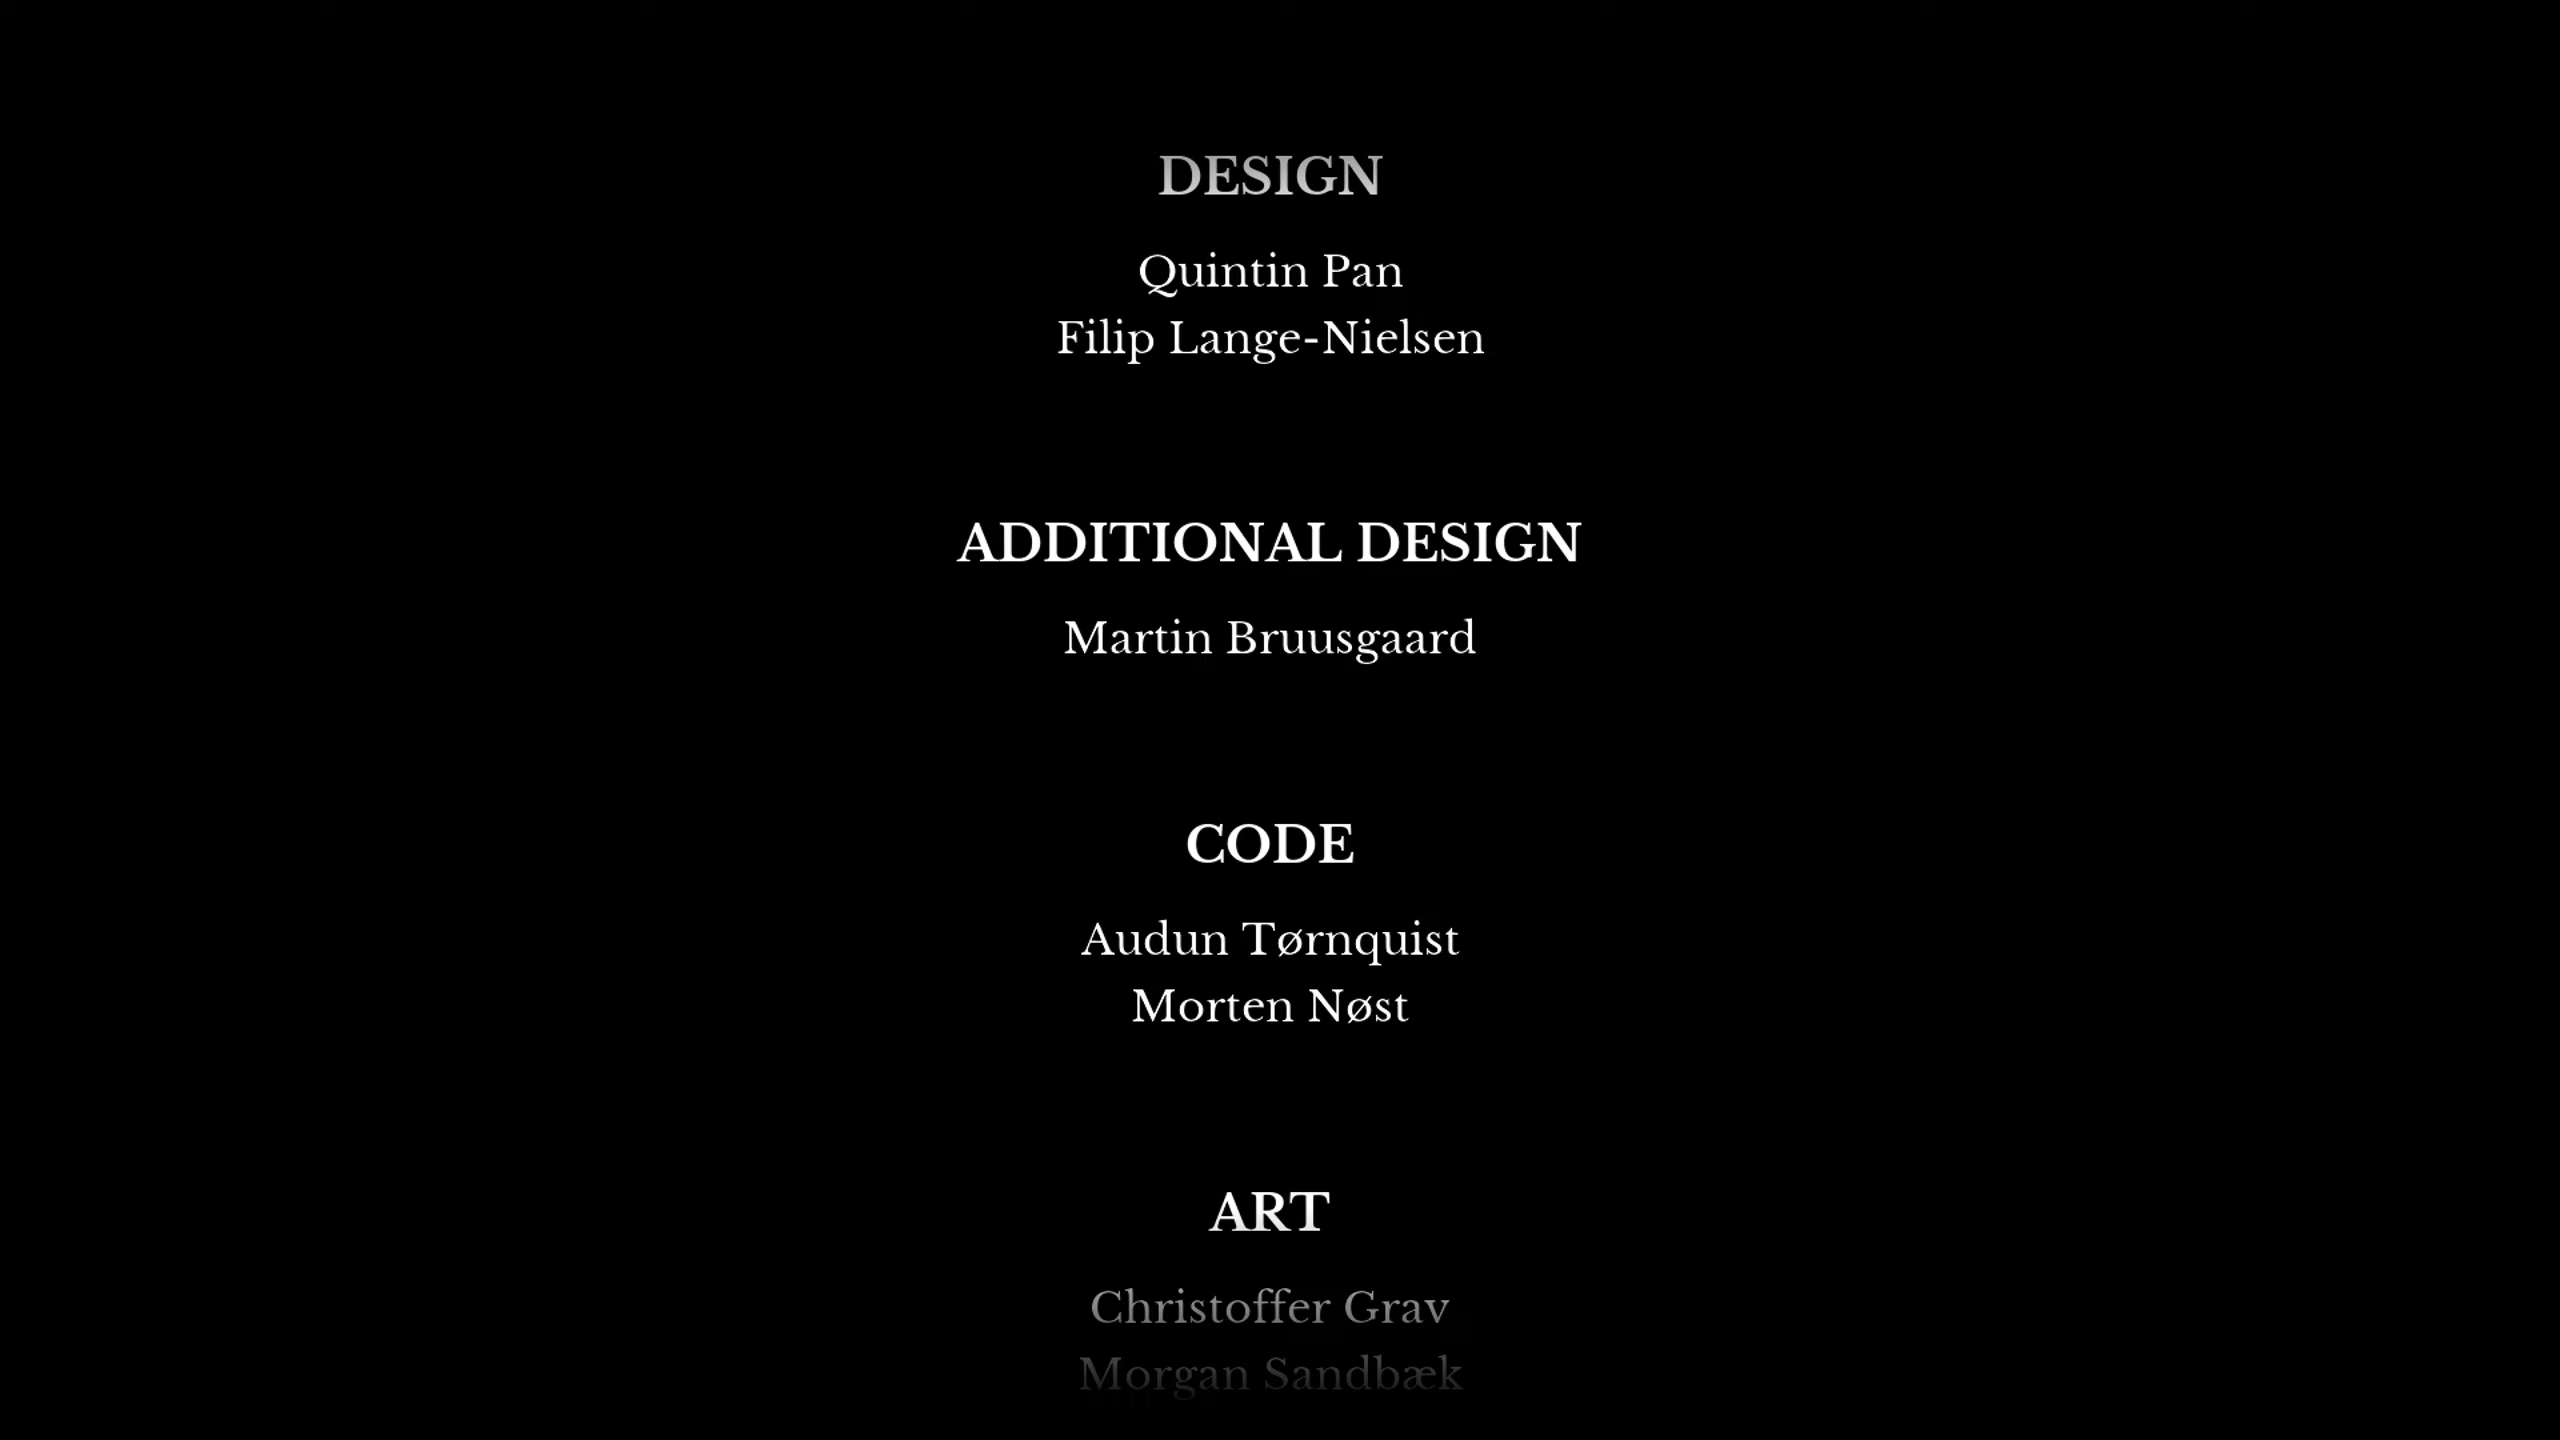 DESIGN
Quintin Pan
Filip Lange-Nielsen
ADDITIONAL DESIGN
Martin Bruusgaard
CODE
Audun Tørnquist
Morten Nøst
ART
Christoffer Grav
Morgan Sandbæk